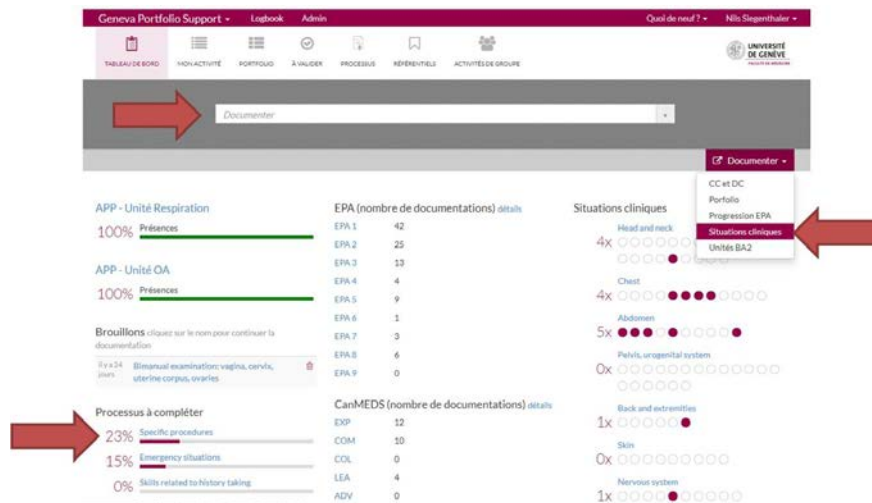 Geneva Portfolio Support Logbook Admin Quoi de neuf ? Nils Siegenthaler
TABLEAU DE BORD MON ACTIVITÉ PORTFOLIO À VALIDER PROCESSUS RÉFÉRENTIELS ACTIVITÉS DE GROUPE
UNIVERSITÉ
DE GENÈVE
FACULTÉ DE MÉDECINE
Documenter
Documenter
CC et DC
Porfolio
Progression EPA
Situations cliniques
Unités BA2
APP - Unité Respiration
100% Présences
APP - Unité OA
100% Présences
Brouillons cliquez sur le nom pour continuer la
documentation
il y a 34
jours
Bimanual examination: vagina, cervix,
uterine corpus, ovaries
Processus à compléter
23% Specific procedures
15% Emergency situations
0% Skills related to history taking
EPA (nombre de documentations) détails
EPA 1 42
EPA 2 25
EPA 3 13
EPA 4 4
EPA 5 9
EPA 6 1
EPA 7 3
EPA 8 6
EPA 9 0
CanMEDS (nombre de documentations) détails
EXP 12
COM 10
COL 0
LEA 4
ADV 0
Situations cliniques
Head and neck
4x
Chest
4x
Abdomen
5x
Pelvis, urogenital system
0x
Back and extremities
1x
Skin
0x
Nervous system
1x